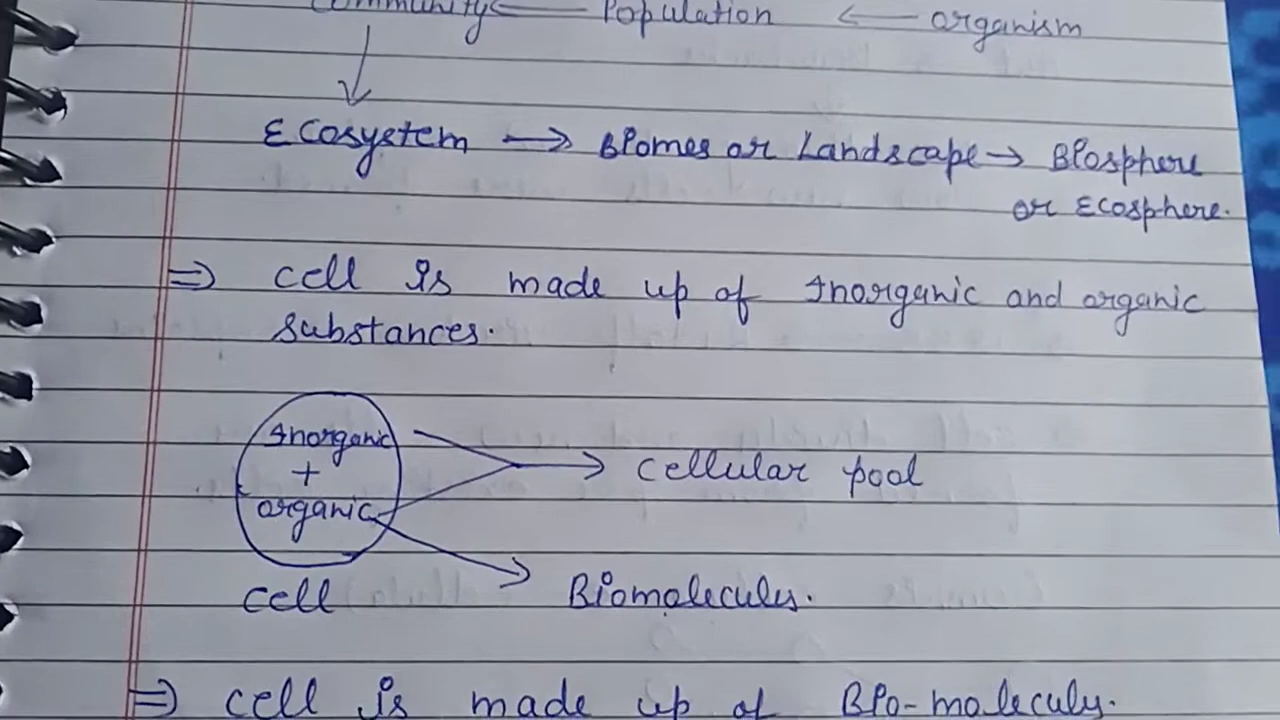 Community ← Population ← organism
↓
Ecosystem → Biomes or Landscape → Biosphere
or Ecosphere.
⇒ cell is made up of Inorganic and organic
substances.
Inorganic
+
organic
→ cellular pool
→ Biomolecules.
cell
⇒ cell is made up of Bio-molecules.